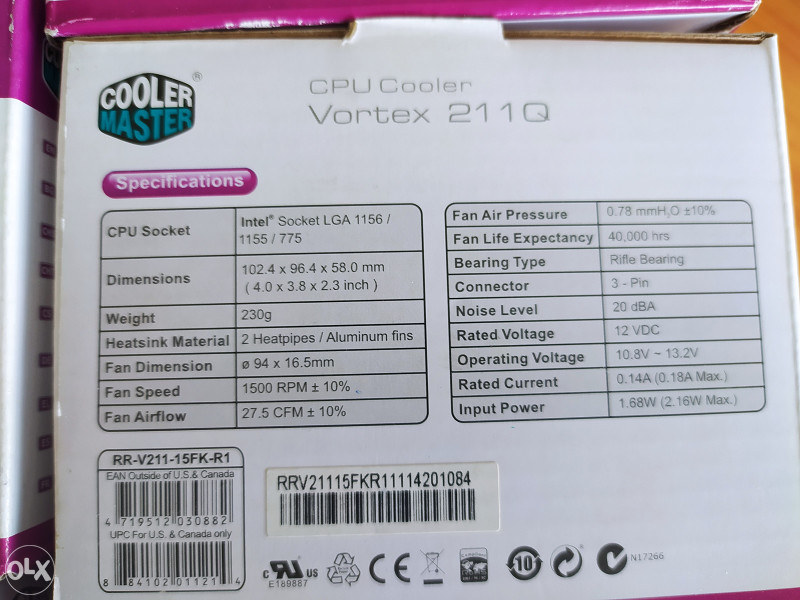 COOLER
MASTER
®
CPU Cooler
Vortex 211Q
Specifications
CPU Socket
Intel® Socket LGA 1156 /
1155 / 775
Dimensions
102.4 x 96.4 x 58.0 mm
( 4.0 x 3.8 x 2.3 inch )
Weight
230g
Heatsink Material
2 Heatpipes / Aluminum fins
Fan Dimension
ø 94 x 16.5mm
Fan Speed
1500 RPM ± 10%
Fan Airflow
27.5 CFM ± 10%
Fan Air Pressure
0.78 mmH₂O ±10%
Fan Life Expectancy
40,000 hrs
Bearing Type
Rifle Bearing
Connector
3 - Pin
Noise Level
20 dBA
Rated Voltage
12 VDC
Operating Voltage
10.8V ~ 13.2V
Rated Current
0.14A (0.18A Max.)
Input Power
1.68W (2.16W Max.)
RR-V211-15FK-R1
EAN Outside of U.S.& Canada
4 719512 030882
UPC For U.S. & Canada only
8 84102 01121 4
RRV21115FKR11114201084
c RU us
E189887
CE
10
N17266
OLX